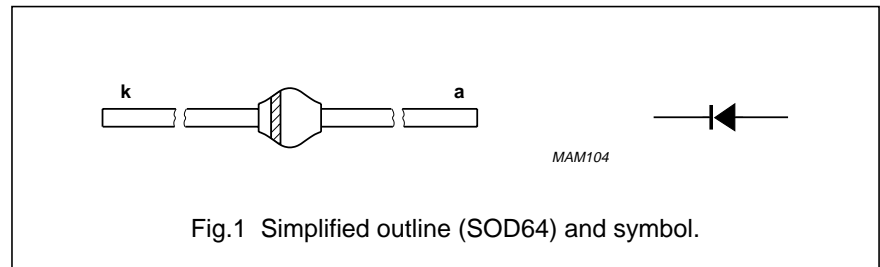 k
a
MAM104
Fig.1 Simplified outline (SOD64) and symbol.